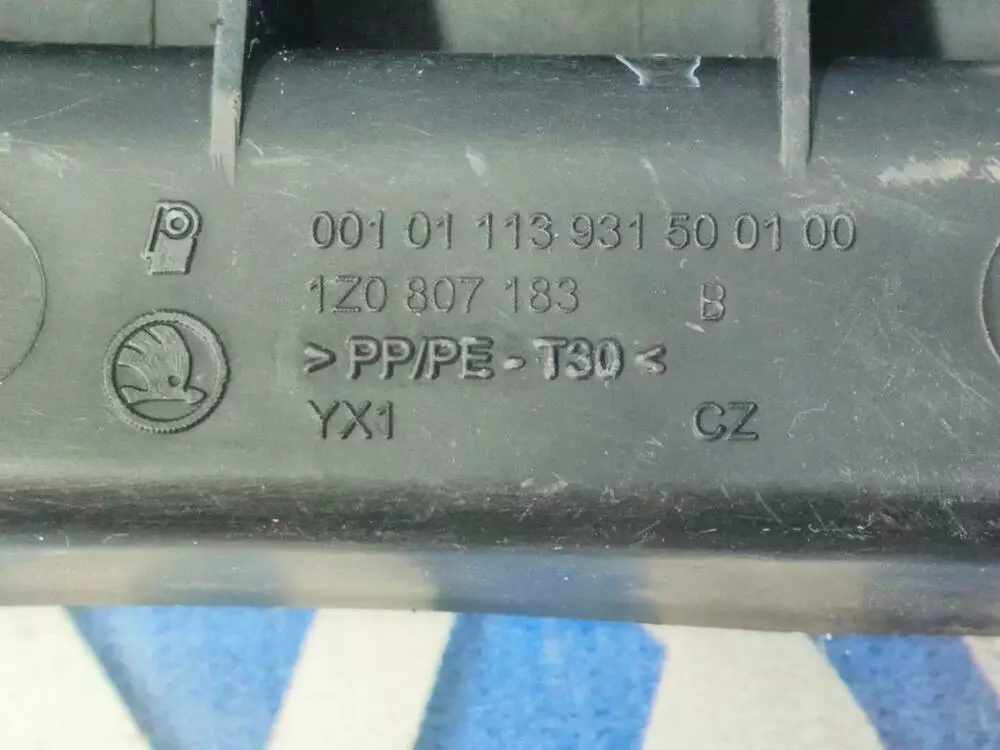 001 01 113 931 50 01 00
1Z0 807 183 B
>PP/PE-T30<
YX1 CZ